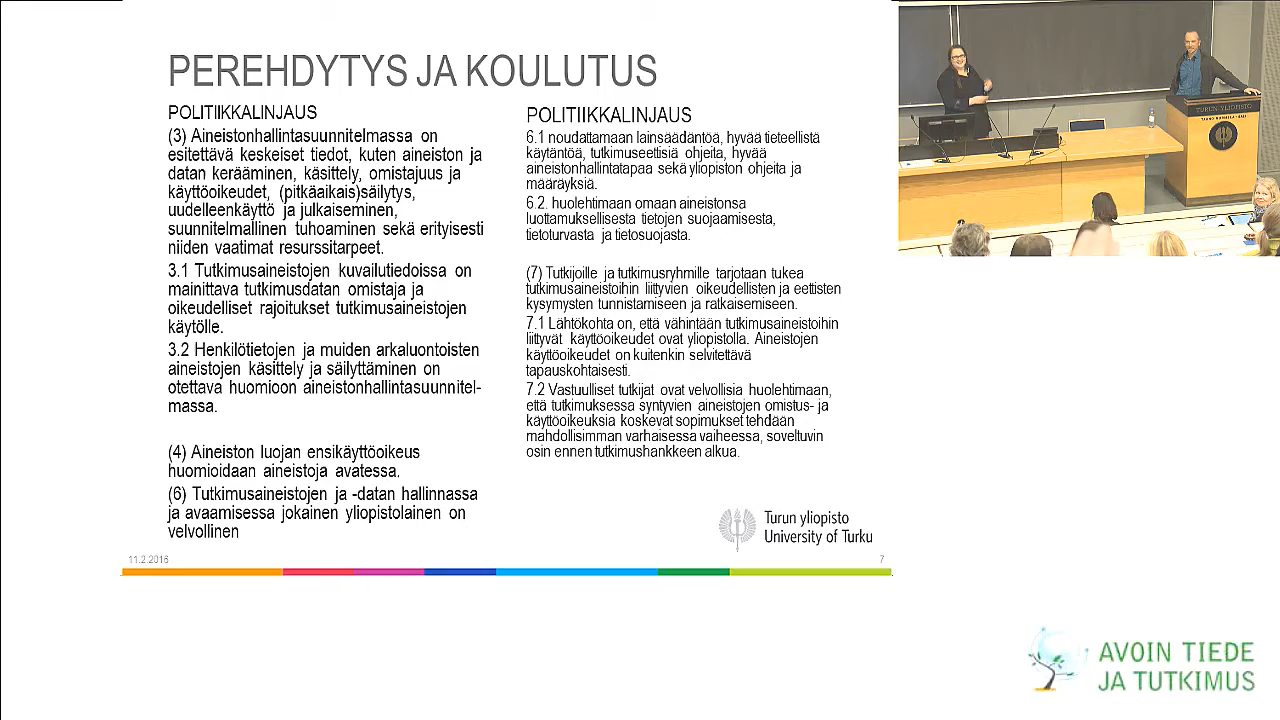 PEREHDYTYS JA KOULUTUS
POLITIIKKALINJAUS
(3) Aineistonhallintasuunnitelmassa on
esitettävä keskeiset tiedot, kuten aineiston ja
datan kerääminen, käsittely, omistajuus ja
käyttöoikeudet, (pitkäaikais)säilytys,
uudelleenkäyttö ja julkaiseminen,
suunnitelmallinen tuhoaminen sekä erityisesti
niiden vaatimat resurssitarpeet.
3.1 Tutkimusaineistojen kuvailutiedoissa on
mainittava tutkimusdatan omistaja ja
oikeudelliset rajoitukset tutkimusaineistojen
käytölle.
3.2 Henkilötietojen ja muiden arkaluontoisten
aineistojen käsittely ja säilyttäminen on
otettava huomioon aineistonhallintasuunnitel-
massa.
(4) Aineiston luojan ensikäyttöoikeus
huomioidaan aineistoja avatessa.
(6) Tutkimusaineistojen ja -datan hallinnassa
ja avaamisessa jokainen yliopistolainen on
velvollinen
POLITIIKKALINJAUS
6.1 noudattamaan lainsäädäntöä, hyvää tieteellistä
käytäntöä, tutkimuseettisiä ohjeita, hyvää
aineistonhallintatapaa sekä yliopiston ohjeita ja
määräyksiä.
6.2. huolehtimaan omaan aineistonsa
luottamuksellisesta tietojen suojaamisesta,
tietoturvasta ja tietosuojasta.
(7) Tutkijoille ja tutkimusryhmille tarjotaan tukea
tutkimusaineistoihin liittyvien oikeudellisten ja eettisten
kysymysten tunnistamiseen ja ratkaisemiseen.
7.1 Lähtökohta on, että vähintään tutkimusaineistoihin
liittyvät käyttöoikeudet ovat yliopistolla. Aineistojen
käyttöoikeudet on kuitenkin selvitettävä
tapauskohtaisesti.
7.2 Vastuulliset tutkijat ovat velvollisia huolehtimaan,
että tutkimuksessa syntyvien aineistojen omistus- ja
käyttöoikeuksia koskevat sopimukset tehdään
mahdollisimman varhaisessa vaiheessa, soveltuvin
osin ennen tutkimushankkeen alkua.
Turun yliopisto
University of Turku
11.2.2016
7
TURUN YLIOPISTO
AVOIN TIEDE
JA TUTKIMUS